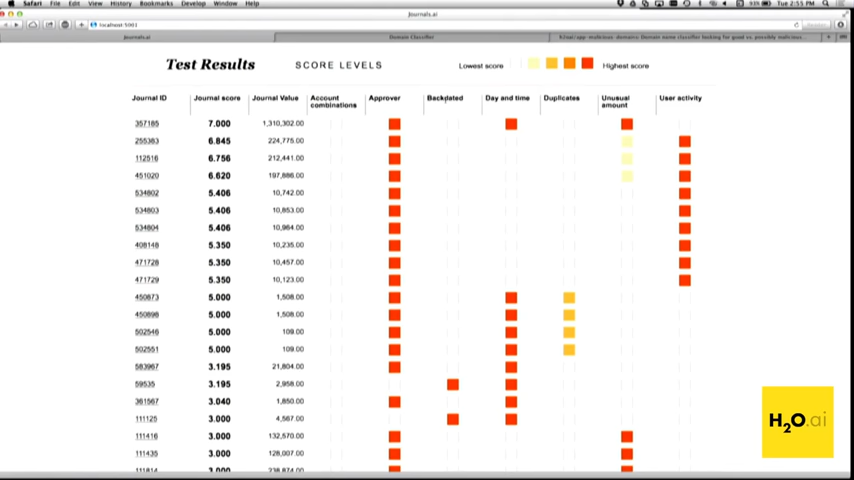 Safari File Edit View History Bookmarks Develop Window Help 93% Tue 2:55 PM
Journals.ai
localhost:5001
Journals.ai Domain Classifier
Test Results SCORE LEVELS Lowest score Highest score
Journal ID Journal score Journal Value Account combinations Approver Backdated Day and time Duplicates Unusual amount User activity
357185 7.000 1,310,302.00
255383 6.845 224,775.00
112516 6.756 212,441.00
451020 6.620 197,886.00
534802 5.406 10,742.00
534803 5.406 10,853.00
534804 5.406 10,964.00
408148 5.350 10,235.00
471728 5.350 10,457.00
471729 5.350 10,123.00
450873 5.000 1,508.00
450898 5.000 1,508.00
502546 5.000 109.00
502551 5.000 109.00
583967 3.195 21,804.00
59535 3.195 2,958.00
361567 3.040 1,850.00
111125 3.000 4,567.00
111416 3.000 132,570.00
111435 3.000 128,007.00
H2O.ai